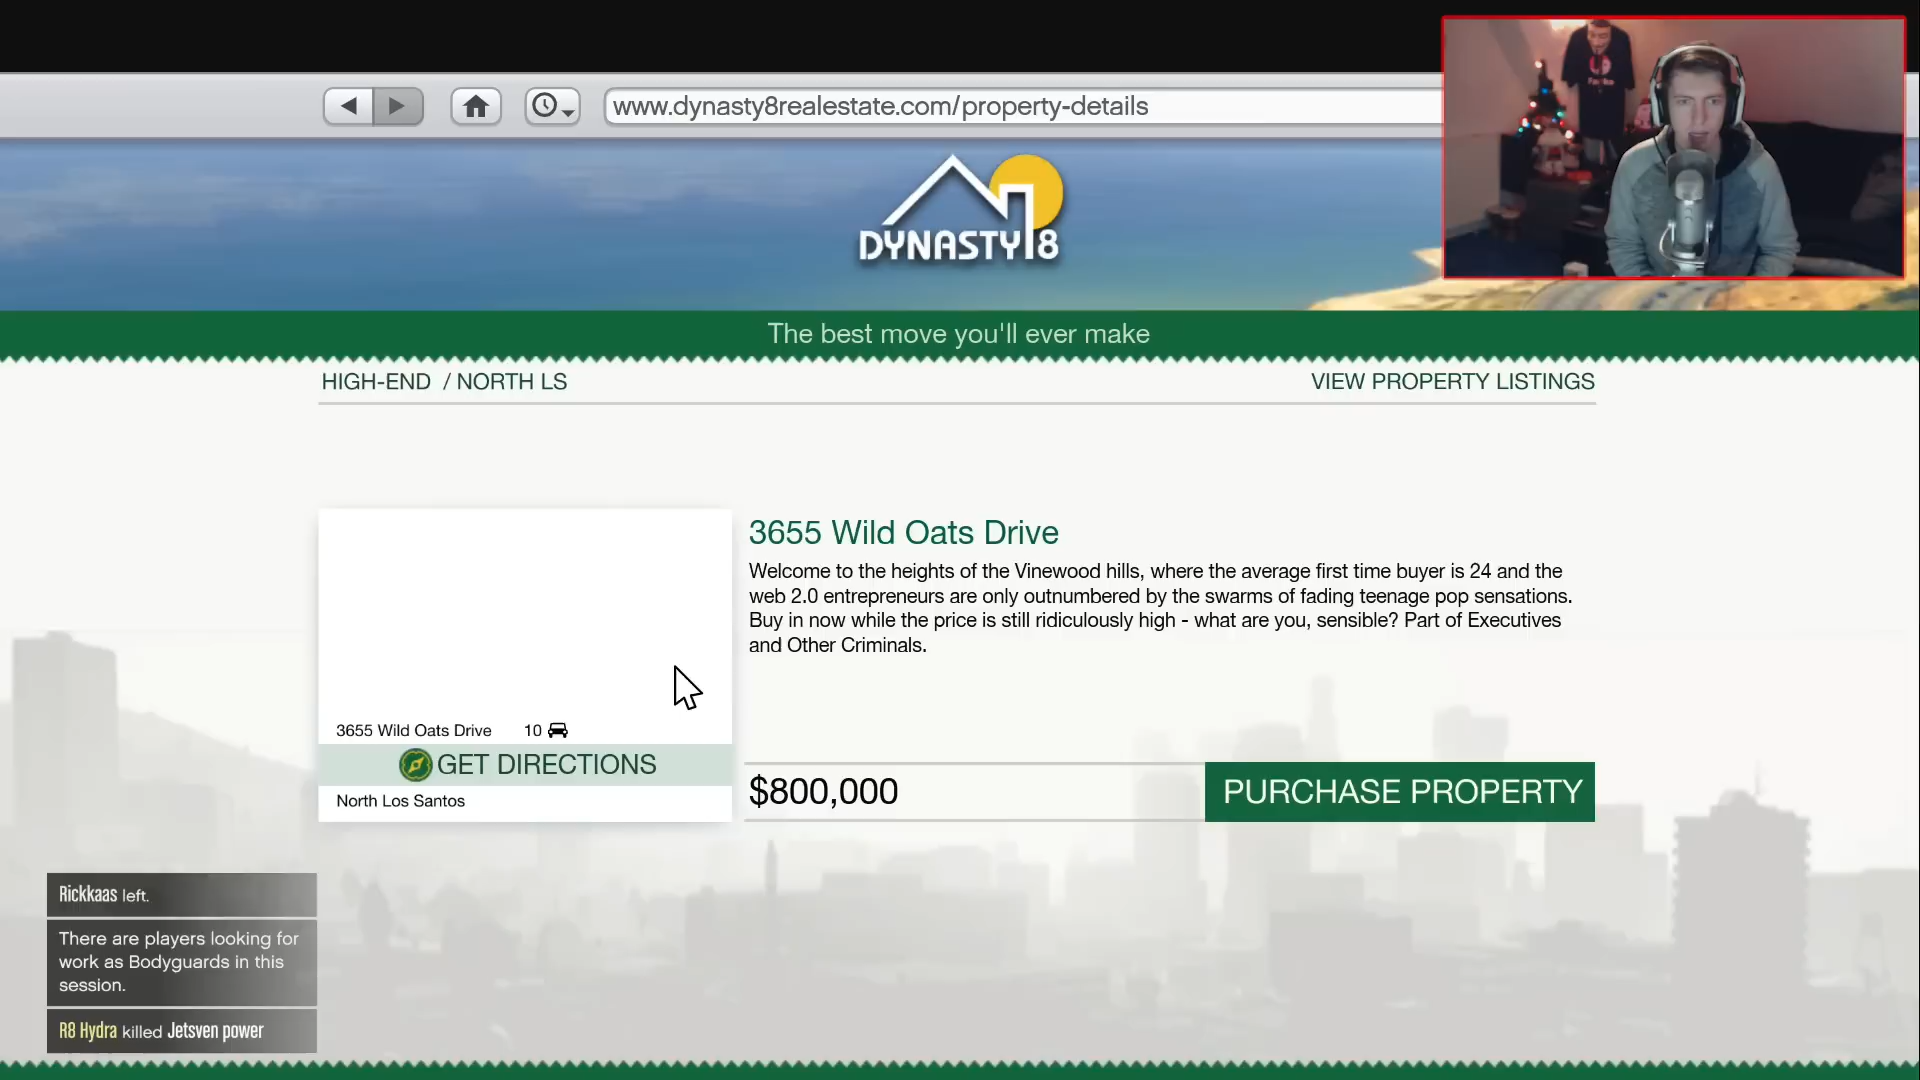 www.dynasty8realestate.com/property-details
DYNASTY 8
The best move you'll ever make
HIGH-END / NORTH LS
VIEW PROPERTY LISTINGS
3655 Wild Oats Drive
Welcome to the heights of the Vinewood hills, where the average first time buyer is 24 and the
web 2.0 entrepreneurs are only outnumbered by the swarms of fading teenage pop sensations.
Buy in now while the price is still ridiculously high - what are you, sensible? Part of Executives
and Other Criminals.
3655 Wild Oats Drive 10
GET DIRECTIONS
North Los Santos
$800,000
PURCHASE PROPERTY
Rickkaas left.
There are players looking for
work as Bodyguards in this
session.
R8 Hydra killed Jetsven power